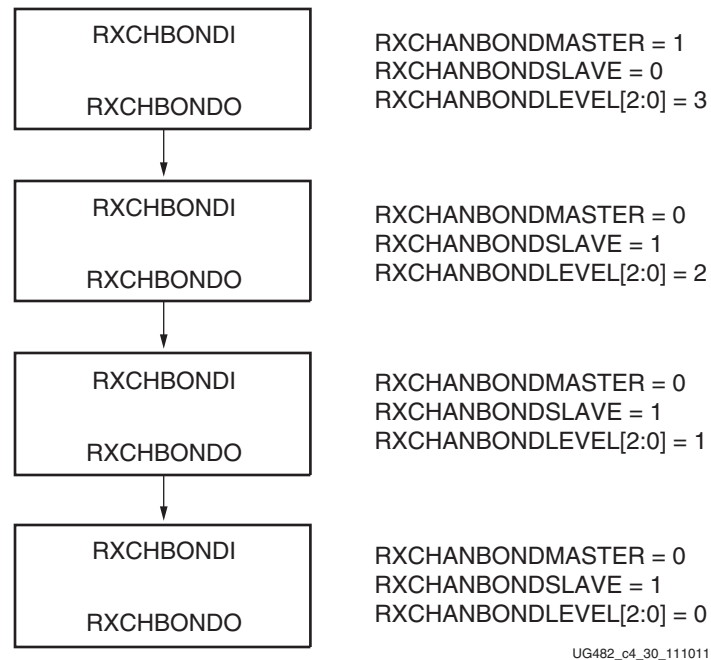 RXCHBONDI
RXCHBONDO
RXCHANBONDMASTER = 1
RXCHANBONDSLAVE = 0
RXCHANBONDLEVEL[2:0] = 3
RXCHBONDI
RXCHBONDO
RXCHANBONDMASTER = 0
RXCHANBONDSLAVE = 1
RXCHANBONDLEVEL[2:0] = 2
RXCHBONDI
RXCHBONDO
RXCHANBONDMASTER = 0
RXCHANBONDSLAVE = 1
RXCHANBONDLEVEL[2:0] = 1
RXCHBONDI
RXCHBONDO
RXCHANBONDMASTER = 0
RXCHANBONDSLAVE = 1
RXCHANBONDLEVEL[2:0] = 0
UG482_c4_30_111011